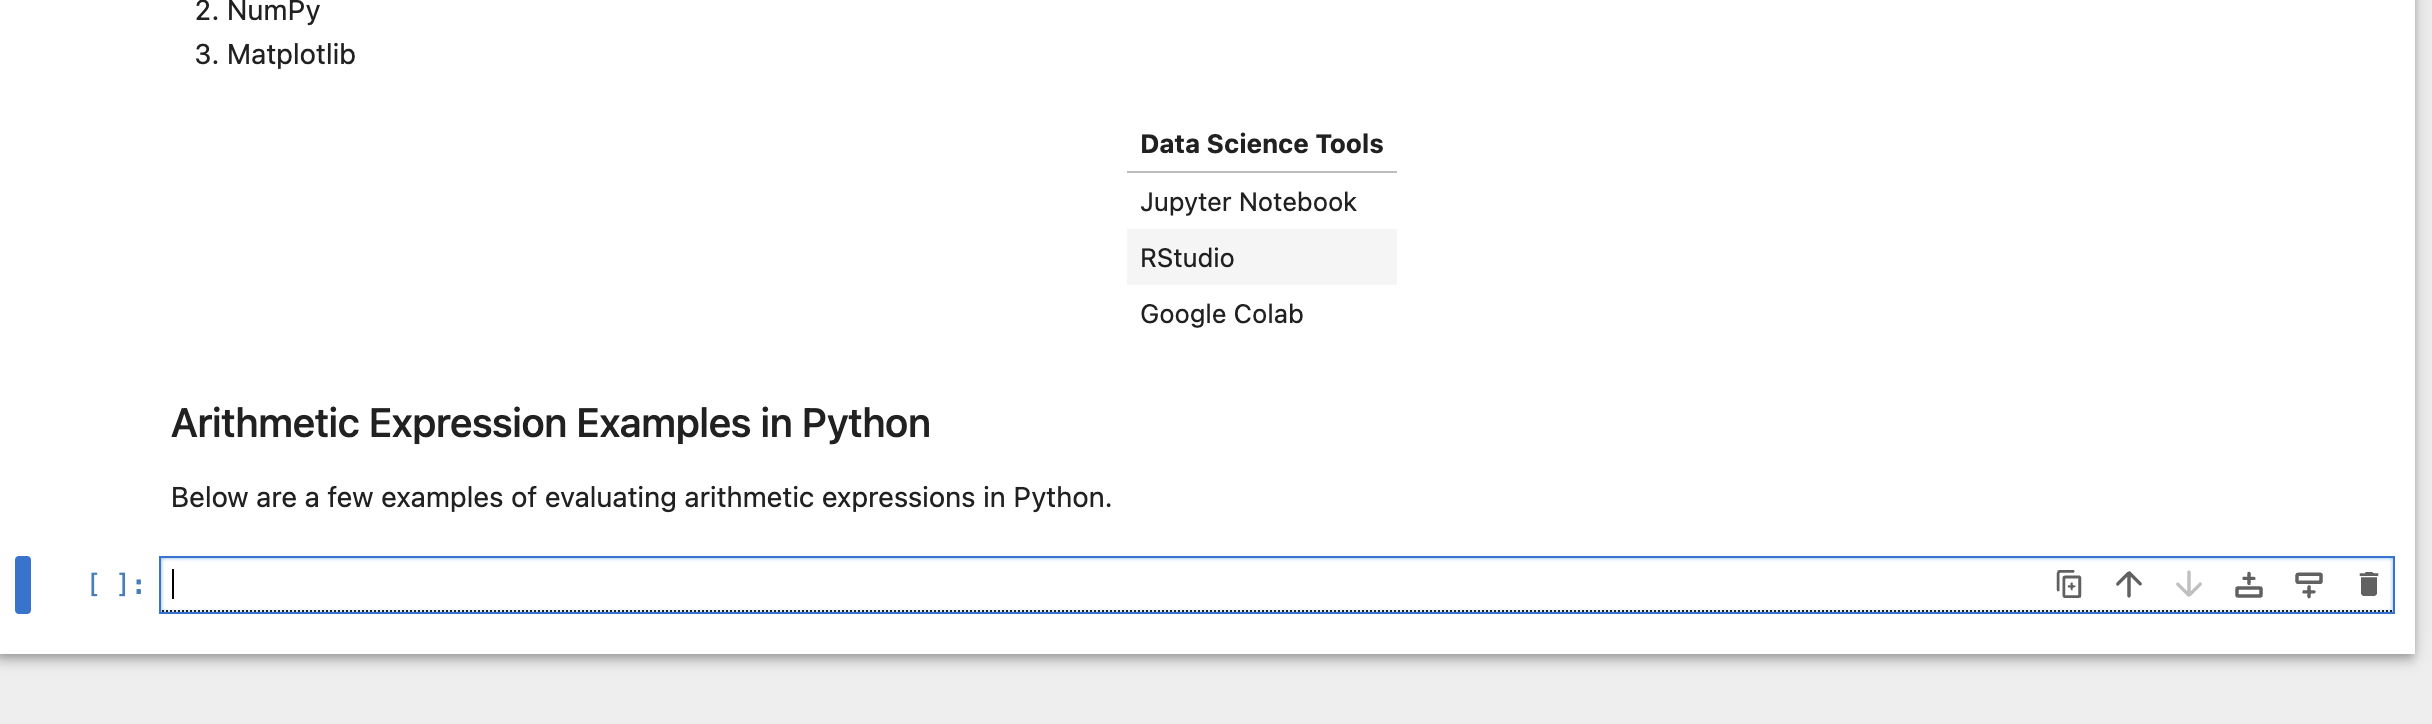 2. NumPy
3. Matplotlib
Data Science Tools
Jupyter Notebook
RStudio
Google Colab
Arithmetic Expression Examples in Python
Below are a few examples of evaluating arithmetic expressions in Python.
[ ]: